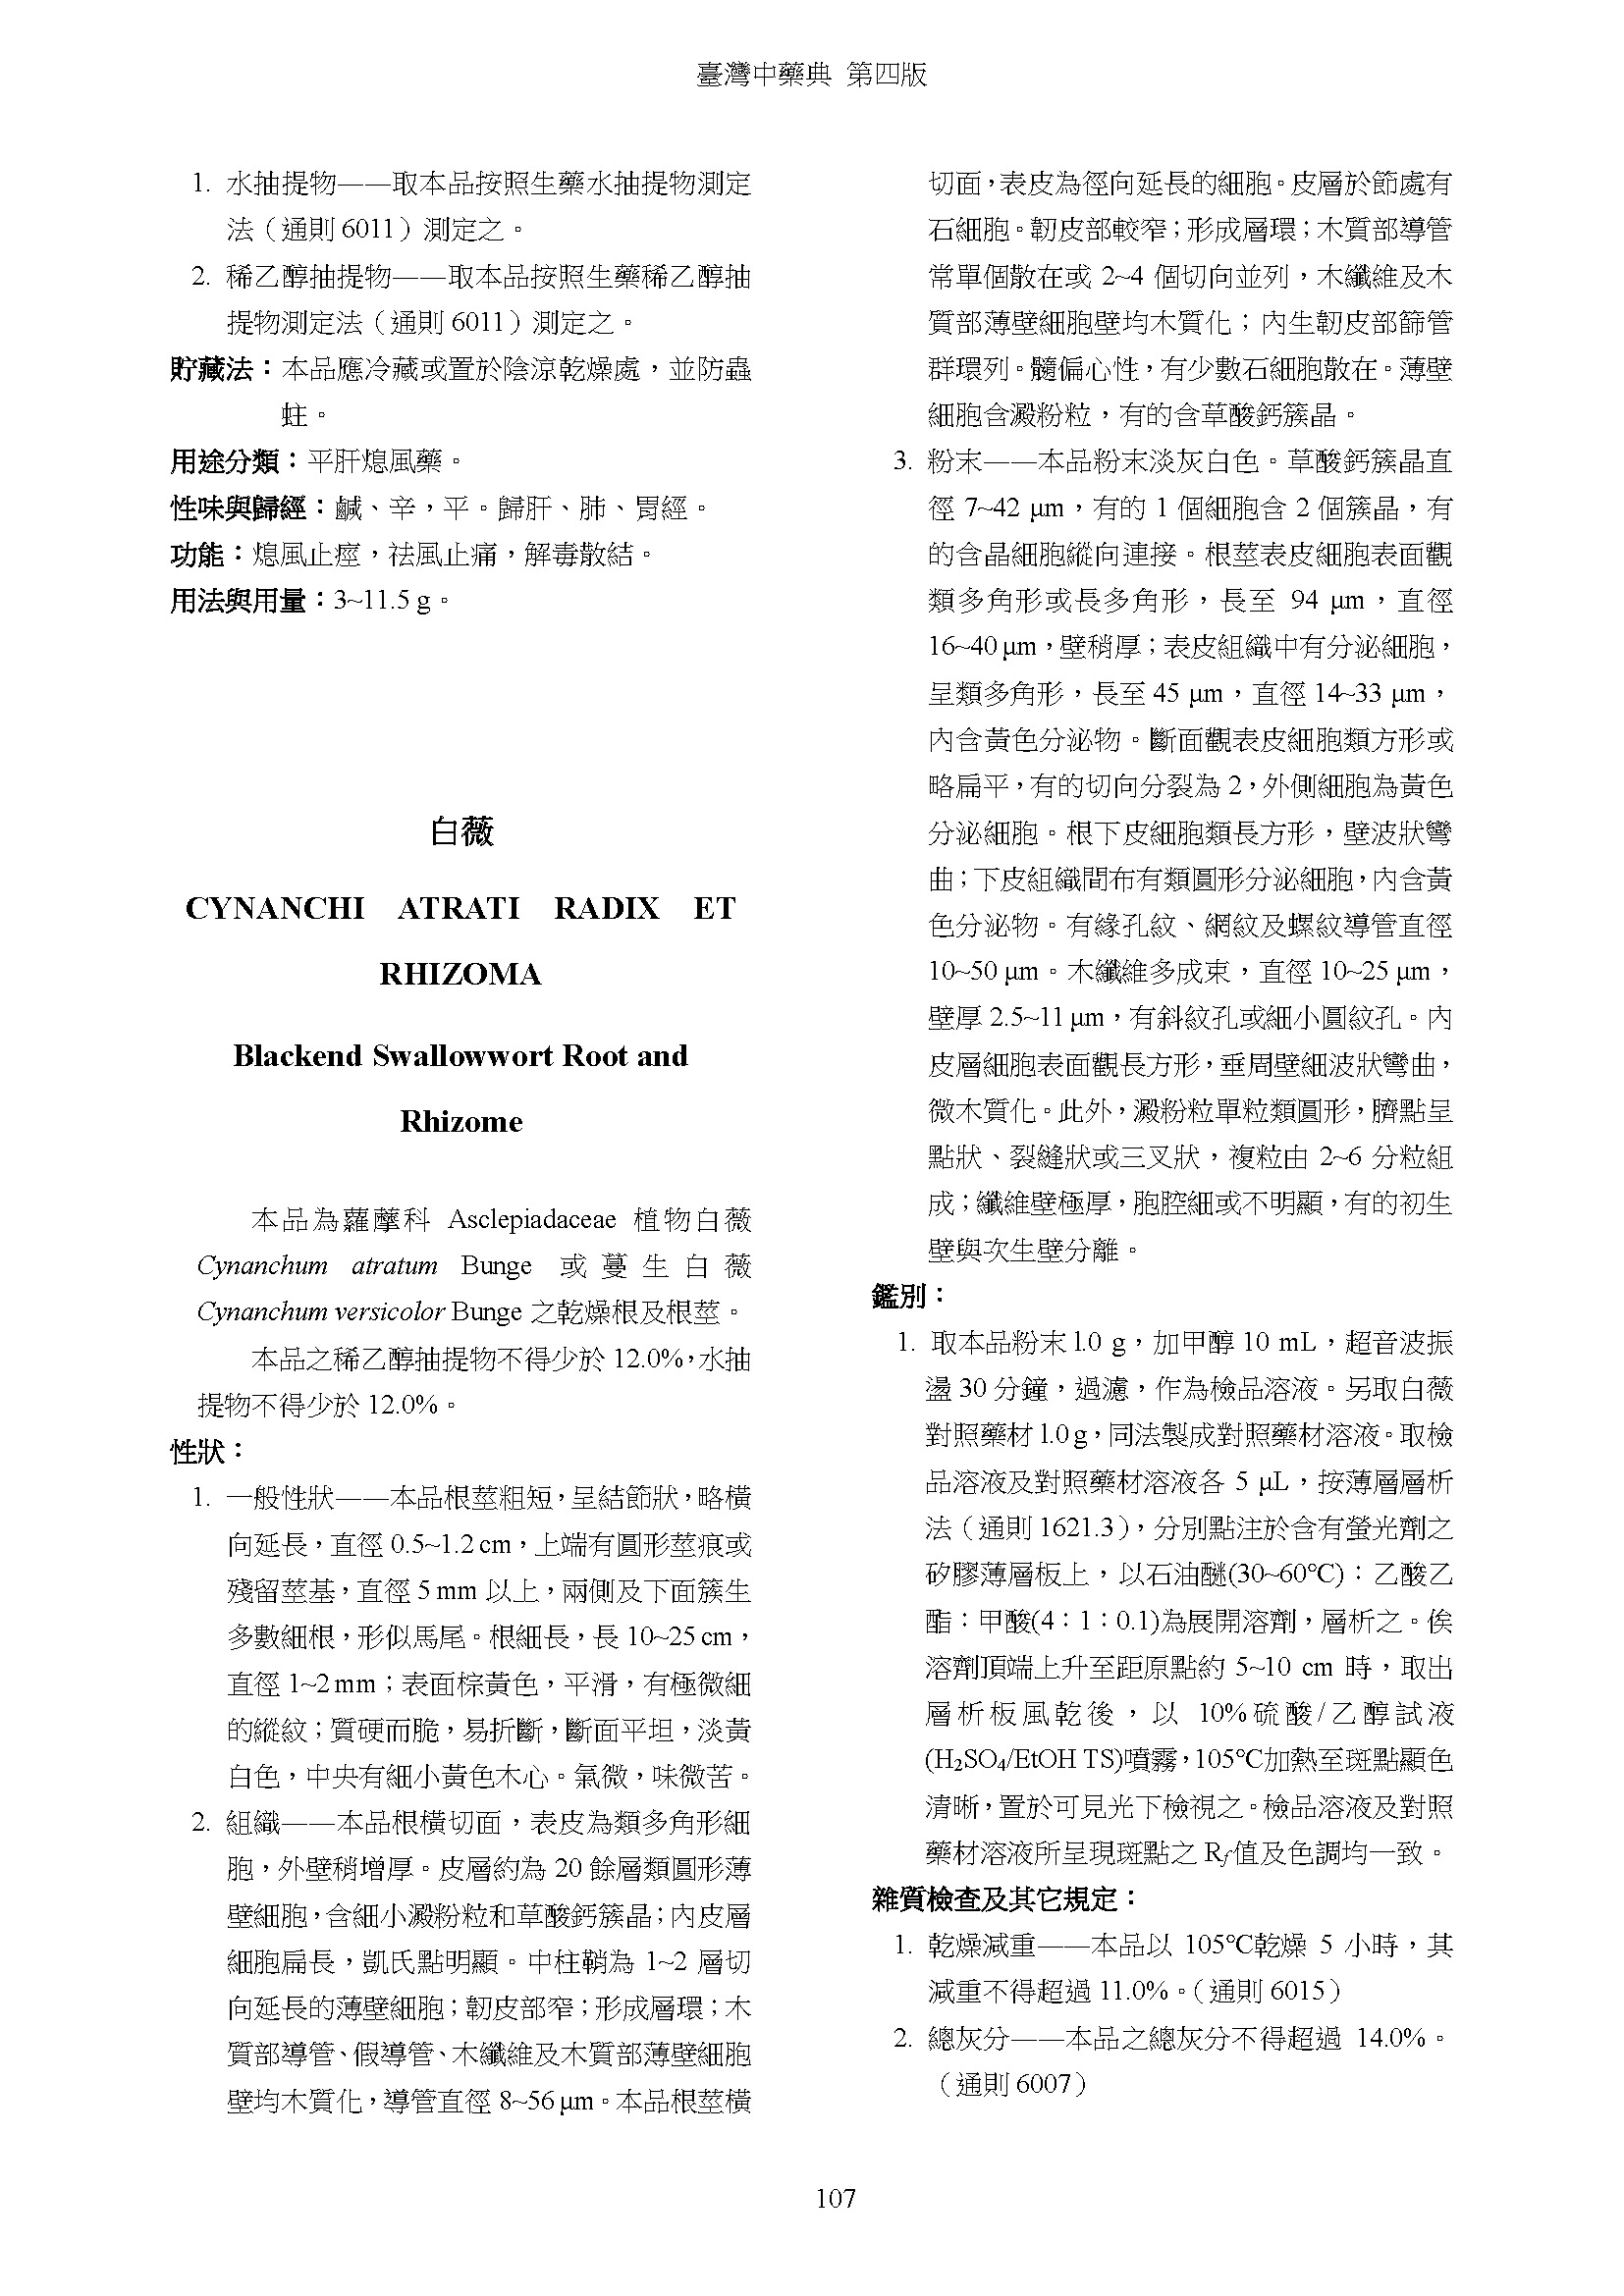 臺灣中藥典 第四版
1. 水抽提物——取本品按照生藥水抽提物測定
法（通則 6011）測定之。
2. 稀乙醇抽提物——取本品按照生藥稀乙醇抽
提物測定法（通則 6011）測定之。
貯藏法：本品應冷藏或置於陰涼乾燥處，並防蟲
蛀。
用途分類：平肝熄風藥。
性味與歸經：鹹、辛，平。歸肝、肺、胃經。
功能：熄風止痙，祛風止痛，解毒散結。
用法與用量：3~11.5 g。
白薇
CYNANCHI ATRATI RADIX ET
RHIZOMA
Blackend Swallowwort Root and
Rhizome
本品為蘿藦科 Asclepiadaceae 植物白薇
Cynanchum atratum Bunge 或蔓生白薇
Cynanchum versicolor Bunge 之乾燥根及根莖。
本品之稀乙醇抽提物不得少於 12.0%，水抽
提物不得少於 12.0%。
性狀：
1. 一般性狀——本品根莖粗短，呈結節狀，略橫
向延長，直徑 0.5~1.2 cm，上端有圓形莖痕或
殘留莖基，直徑 5 mm 以上，兩側及下面簇生
多數細根，形似馬尾。根細長，長 10~25 cm，
直徑 1~2 mm；表面棕黃色，平滑，有極微細
的縱紋；質硬而脆，易折斷，斷面平坦，淡黃
白色，中央有細小黃色木心。氣微，味微苦。
2. 組織——本品根橫切面，表皮為類多角形細
胞，外壁稍增厚。皮層約為 20 餘層類圓形薄
壁細胞，含細小澱粉粒和草酸鈣簇晶；內皮層
細胞扁長，凱氏點明顯。中柱鞘為 1~2 層切
向延長的薄壁細胞；韌皮部窄；形成層環；木
質部導管、假導管、木纖維及木質部薄壁細胞
壁均木質化，導管直徑 8~56 μm。本品根莖橫
切面，表皮為徑向延長的細胞。皮層於節處有
石細胞。韌皮部較窄；形成層環；木質部導管
常單個散在或 2~4 個切向並列，木纖維及木
質部薄壁細胞壁均木質化；內生韌皮部篩管
群環列。髓偏心性，有少數石細胞散在。薄壁
細胞含澱粉粒，有的含草酸鈣簇晶。
3. 粉末——本品粉末淡灰白色。草酸鈣簇晶直
徑 7~42 μm，有的 1 個細胞含 2 個簇晶，有
的含晶細胞縱向連接。根莖表皮細胞表面觀
類多角形或長多角形，長至 94 μm，直徑
16~40 μm，壁稍厚；表皮組織中有分泌細胞，
呈類多角形，長至 45 μm，直徑 14~33 μm，
內含黃色分泌物。斷面觀表皮細胞類方形或
略扁平，有的切向分裂為 2，外側細胞為黃色
分泌細胞。根下皮細胞類長方形，壁波狀彎
曲；下皮組織間布有類圓形分泌細胞，內含黃
色分泌物。有緣孔紋、網紋及螺紋導管直徑
10~50 μm。木纖維多成束，直徑 10~25 μm，
壁厚 2.5~11 μm，有斜紋孔或細小圓紋孔。內
皮層細胞表面觀長方形，垂周壁細波狀彎曲，
微木質化。此外，澱粉粒單粒類圓形，臍點呈
點狀、裂縫狀或三叉狀，複粒由 2~6 分粒組
成；纖維壁極厚，胞腔細或不明顯，有的初生
壁與次生壁分離。
鑑別：
1. 取本品粉末 1.0 g，加甲醇 10 mL，超音波振
盪 30 分鐘，過濾，作為檢品溶液。另取白薇
對照藥材 1.0 g，同法製成對照藥材溶液。取檢
品溶液及對照藥材溶液各 5 μL，按薄層層析
法（通則 1621.3），分別點注於含有螢光劑之
矽膠薄層板上，以石油醚(30~60℃)：乙酸乙
酯：甲酸(4：1：0.1)為展開溶劑，層析之。俟
溶劑頂端上升至距原點約 5~10 cm 時，取出
層析板風乾後，以 10%硫酸/乙醇試液
(H₂SO₄/EtOH TS)噴霧，105℃加熱至斑點顯色
清晰，置於可見光下檢視之。檢品溶液及對照
藥材溶液所呈現斑點之 Rf值及色調均一致。
雜質檢查及其它規定：
1. 乾燥減重——本品以 105℃乾燥 5 小時，其
減重不得超過 11.0%。（通則 6015）
2. 總灰分——本品之總灰分不得超過 14.0%。
（通則 6007）
107